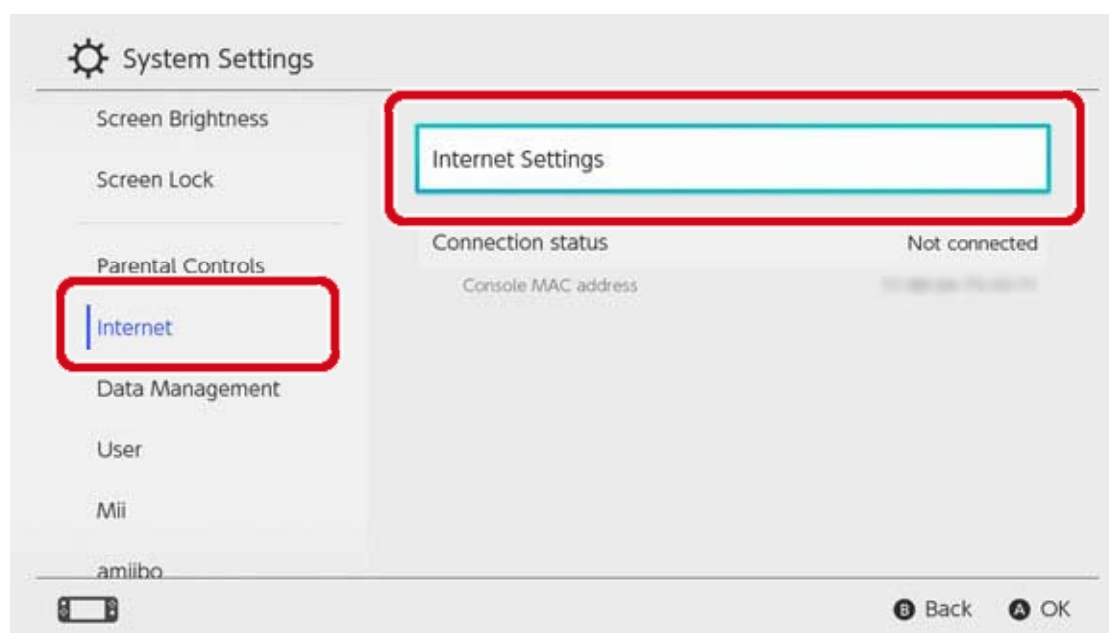 System Settings
Screen Brightness
Screen Lock
Parental Controls
Internet
Data Management
User
Mii
amiibo
Internet Settings
Connection status Not connected
Console MAC address
B Back A OK